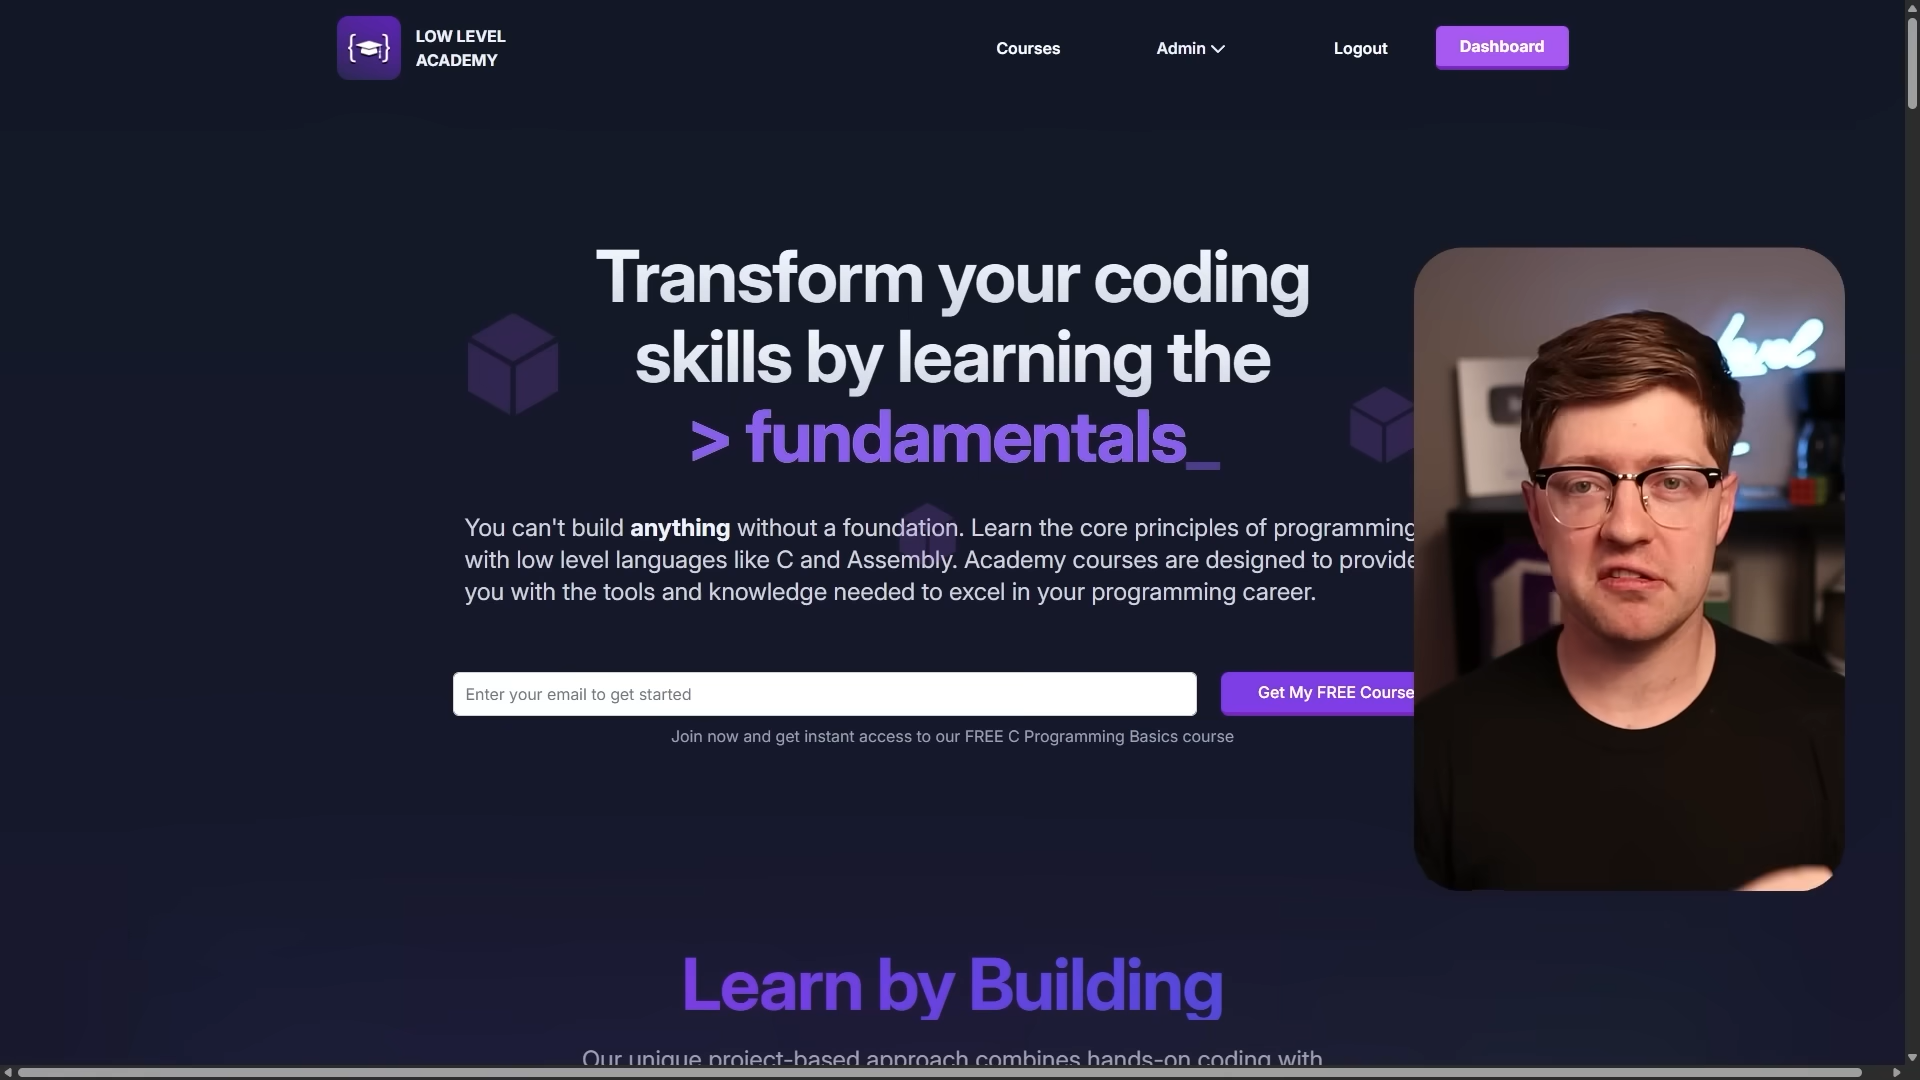 LOW LEVEL
ACADEMY
Courses
Admin
Logout
Dashboard
Transform your coding
skills by learning the
> fundamentals_
You can't build anything without a foundation. Learn the core principles of programming
with low level languages like C and Assembly. Academy courses are designed to provide
you with the tools and knowledge needed to excel in your programming career.
Enter your email to get started
Get My FREE Course
Join now and get instant access to our FREE C Programming Basics course
level
Learn by Building
Our unique project-based approach combines hands-on coding with